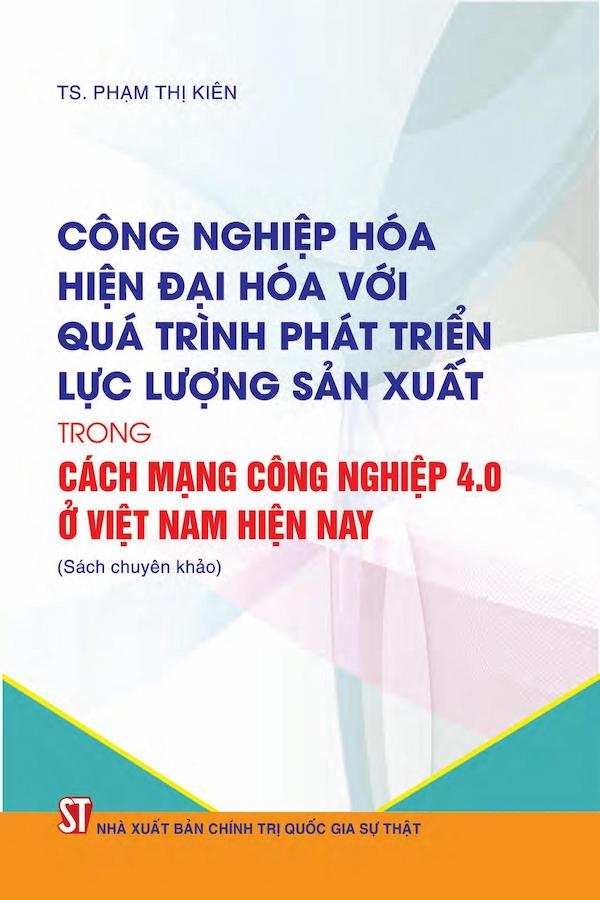 TS. PHẠM THỊ KIÊN
CÔNG NGHIỆP HÓA
HIỆN ĐẠI HÓA VỚI
QUÁ TRÌNH PHÁT TRIỂN
LỰC LƯỢNG SẢN XUẤT
TRONG
CÁCH MẠNG CÔNG NGHIỆP 4.0
Ở VIỆT NAM HIỆN NAY
(Sách chuyên khảo)
ST NHÀ XUẤT BẢN CHÍNH TRỊ QUỐC GIA SỰ THẬT